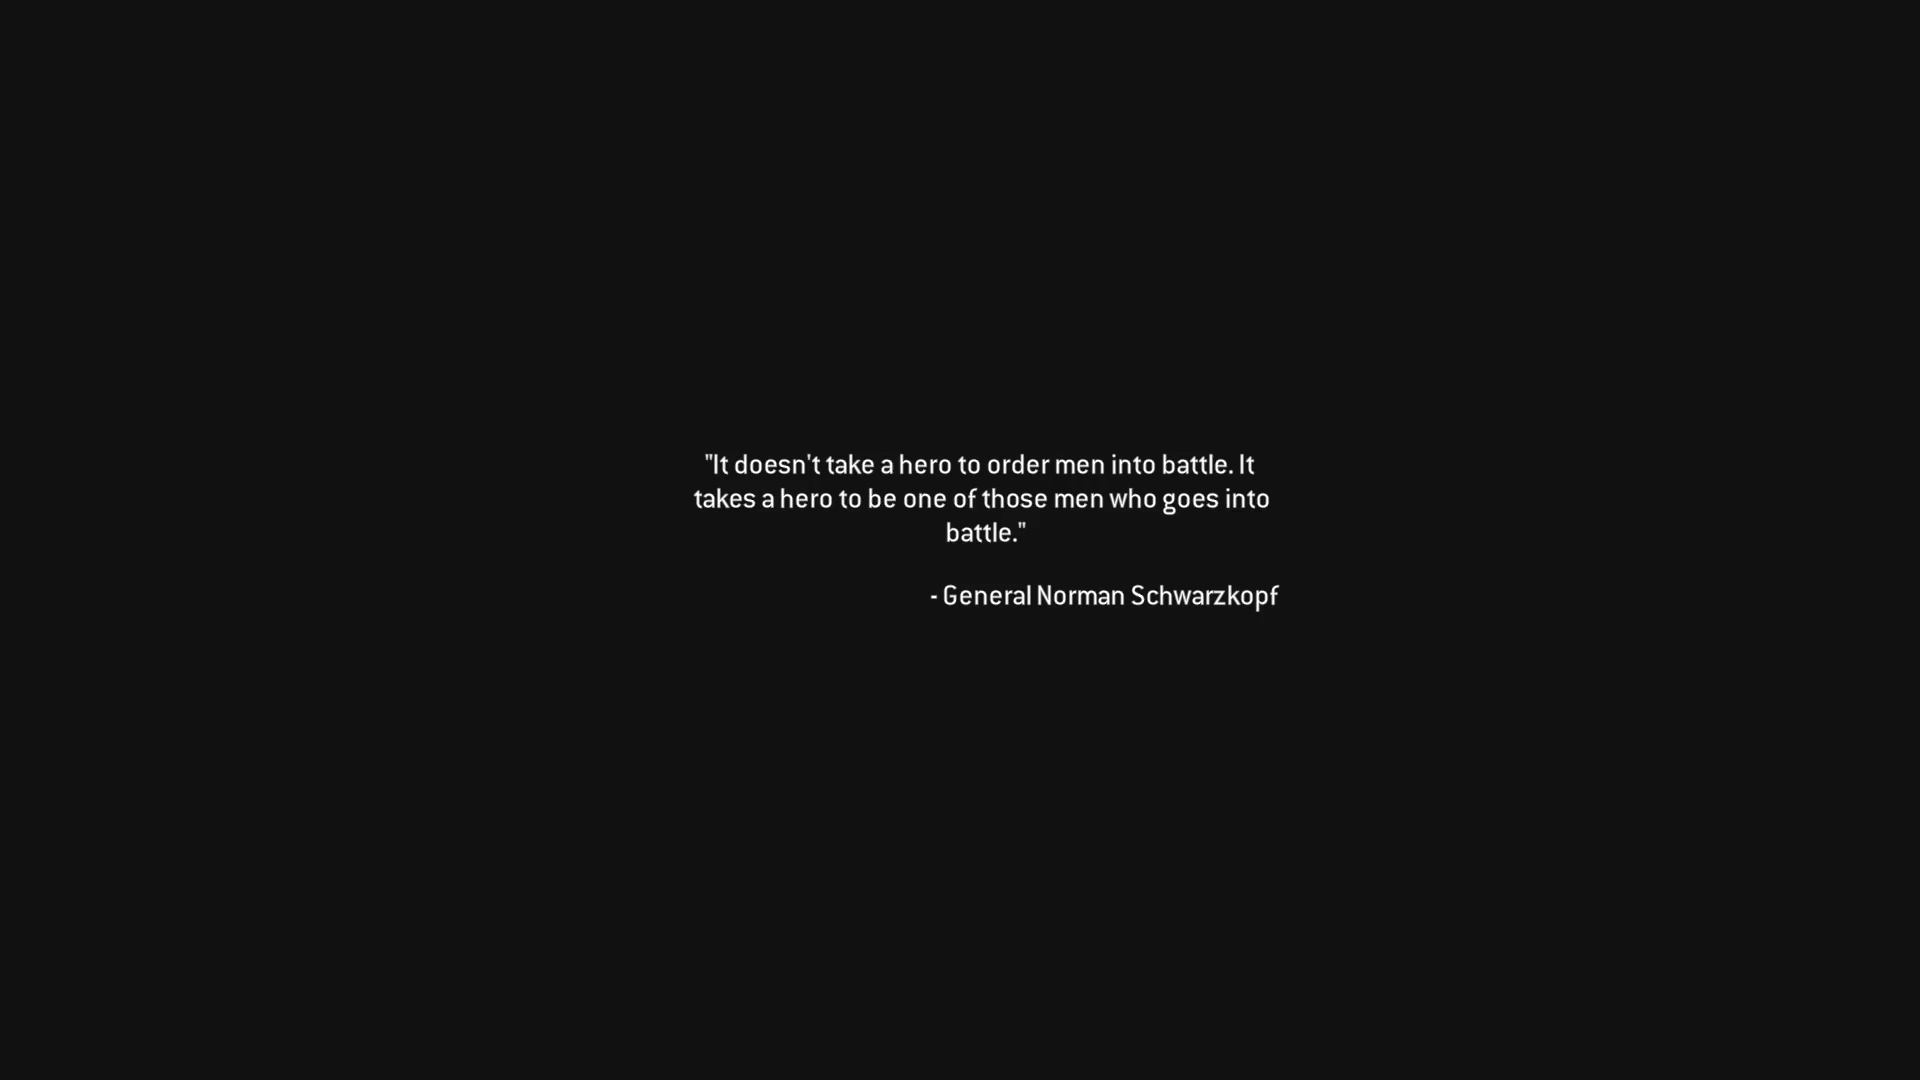 "It doesn't take a hero to order men into battle. It
takes a hero to be one of those men who goes into
battle."
- General Norman Schwarzkopf